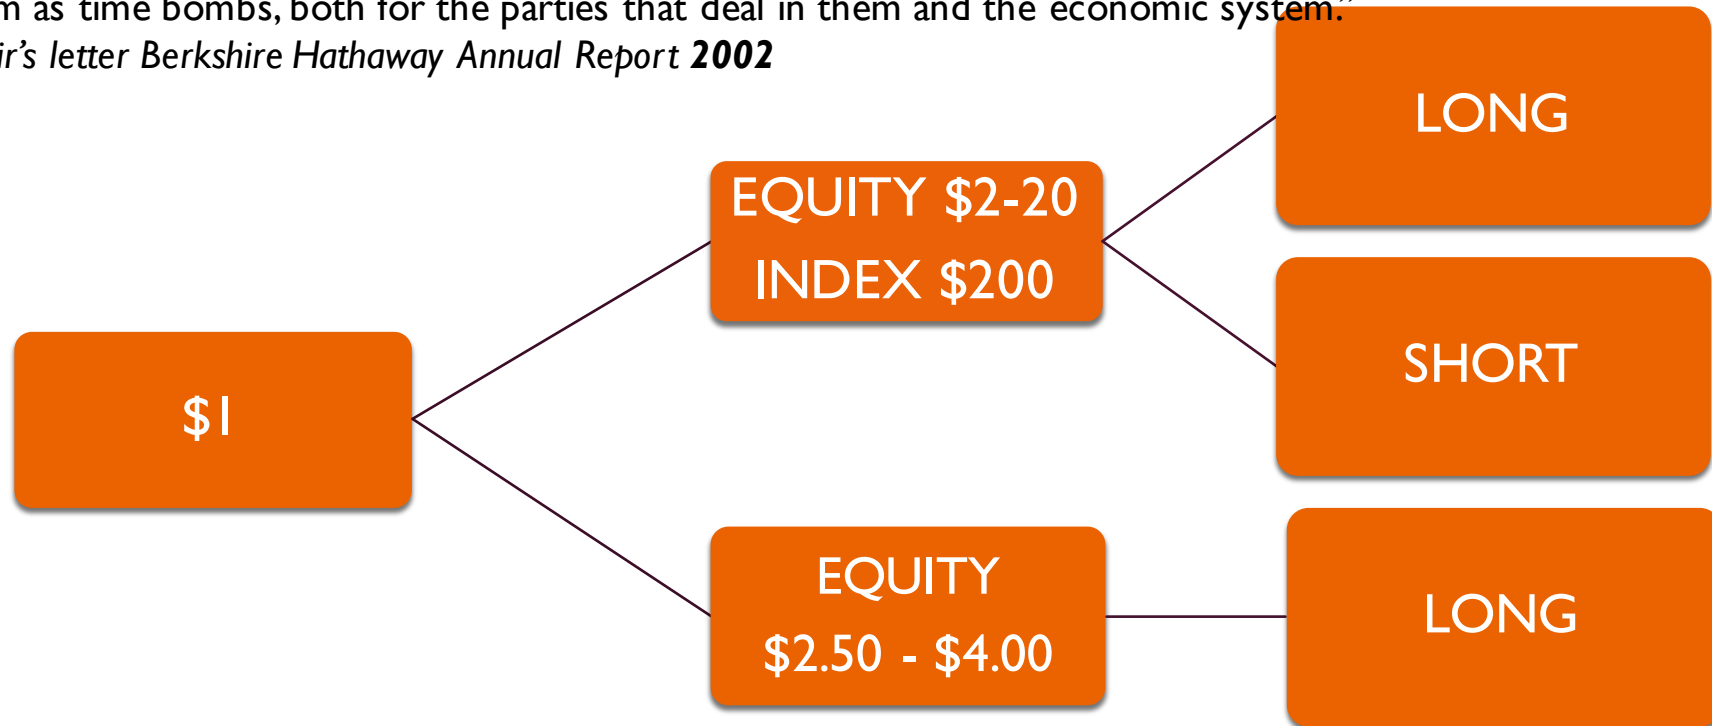 m as time bombs, both for the parties that deal in them and the economic system.”
ir’s letter Berkshire Hathaway Annual Report 2002
LONG
EQUITY $2-20
INDEX $200
SHORT
$1
EQUITY
$2.50 - $4.00
LONG